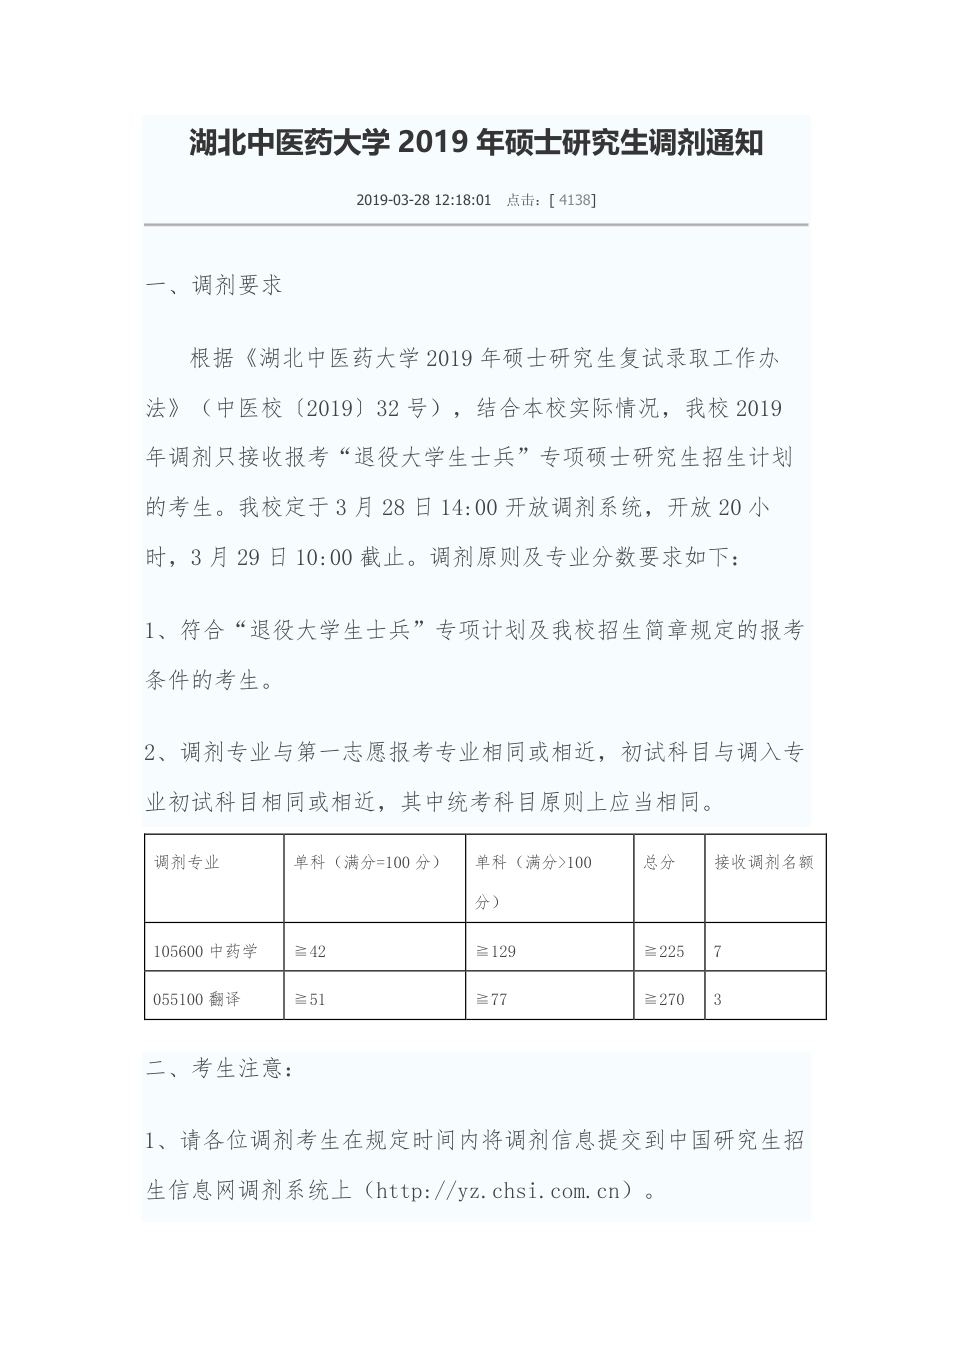 湖北中医药大学 2019 年硕士研究生调剂通知
2019-03-28 12:18:01 点击：[ 4138]
一、调剂要求
根据《湖北中医药大学 2019 年硕士研究生复试录取工作办
法》（中医校〔2019〕32 号），结合本校实际情况，我校 2019
年调剂只接收报考“退役大学生士兵”专项硕士研究生招生计划
的考生。我校定于 3 月 28 日 14:00 开放调剂系统，开放 20 小
时，3 月 29 日 10:00 截止。调剂原则及专业分数要求如下：
1、符合“退役大学生士兵”专项计划及我校招生简章规定的报考
条件的考生。
2、调剂专业与第一志愿报考专业相同或相近，初试科目与调入专
业初试科目相同或相近，其中统考科目原则上应当相同。
调剂专业 单科（满分=100 分） 单科（满分>100 总分 接收调剂名额
分）
105600 中药学 ≧42 ≧129 ≧225 7
055100 翻译 ≧51 ≧77 ≧270 3
二、考生注意：
1、请各位调剂考生在规定时间内将调剂信息提交到中国研究生招
生信息网调剂系统上（http://yz.chsi.com.cn）。